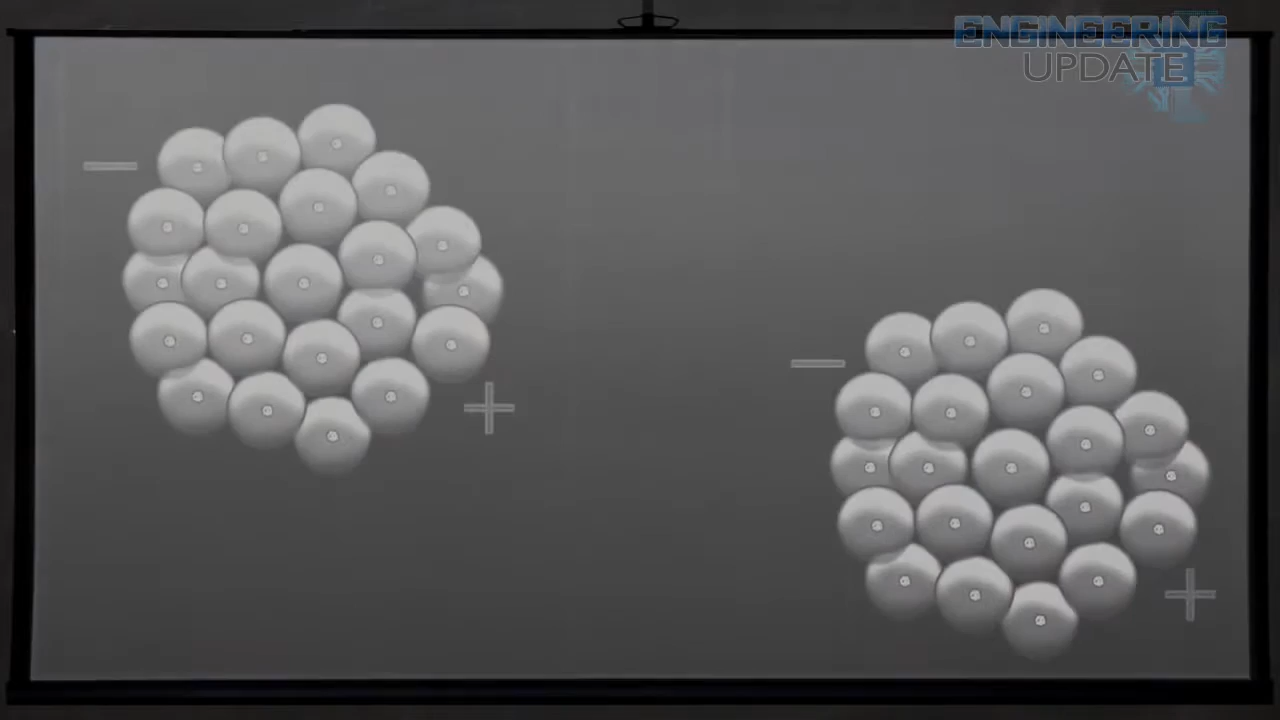 ENGINEERING
UPDATE
−
+
−
+